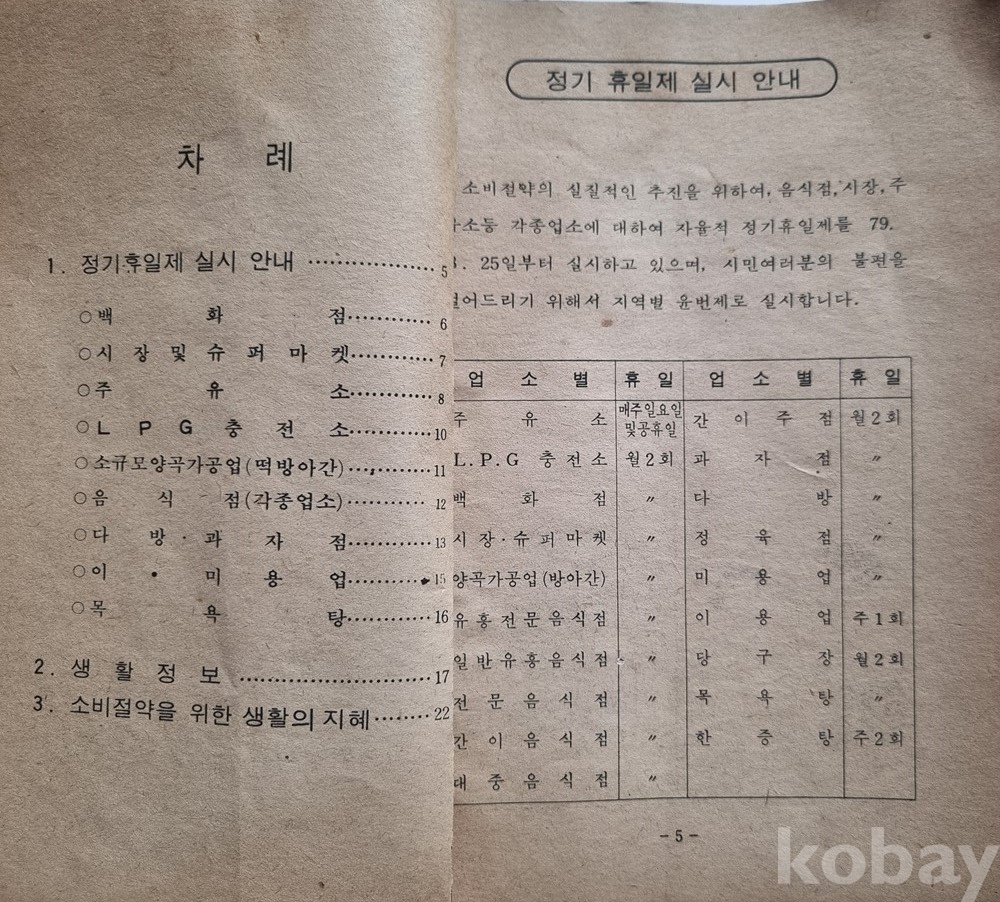 차 례
1. 정기휴일제 실시 안내 ………… 5
○백 화 점………… 6
○시 장 및 슈 퍼 마 켓………… 7
○주 유 소………… 8
○L P G 충 전 소………… 10
○소규모양곡가공업(떡방아간)………… 11
○음 식 점(각종업소)………… 12
○다 방 · 과 자 점………… 13
○이 · 미 용 업………… 15
○목 욕 탕………… 16
2. 생 활 정 보 ………………… 17
3. 소비절약을 위한 생활의 지혜……… 22
정기 휴일제 실시 안내
소비절약의 실질적인 추진을 위하여, 음식점, 시장, 주
소등 각종업소에 대하여 자율적 정기휴일제를 79.
. 25일부터 실시하고 있으며, 시민여러분의 불편을
어드리기 위해서 지역별 윤번제로 실시합니다.
업 소 별 휴 일 업 소 별 휴 일
주 유 소 매주일요일및공휴일 간 이 주 점 월2회
L.P.G 충 전 소 월2회 과 자 점 〃
백 화 점 〃 다 방 〃
시 장 · 슈 퍼 마 켓 〃 정 육 점 〃
양곡가공업(방아간) 〃 미 용 업 〃
유 흥 전 문 음 식 점 〃 이 용 업 주1회
일 반 유 흥 음 식 점 〃 당 구 장 월2회
전 문 음 식 점 〃 목 욕 탕 〃
간 이 음 식 점 〃 한 증 탕 주2회
대 중 음 식 점 〃
- 5 -
kobay